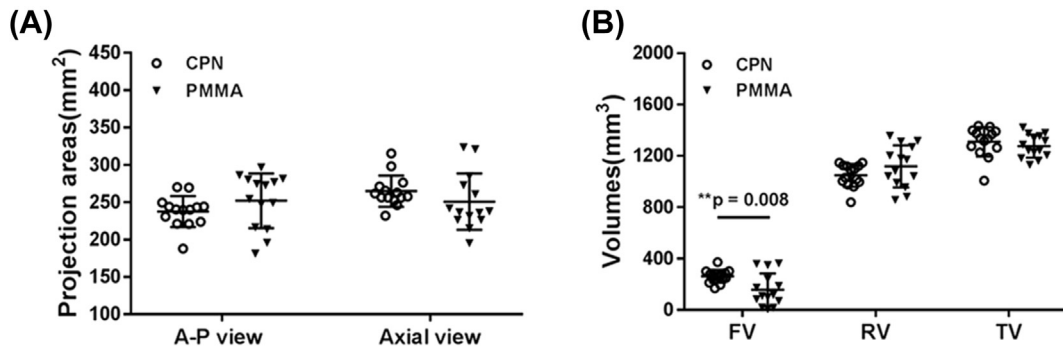 (A)
Projection areas(mm²)
450
400
350
300
250
200
150
100
CPN
PMMA
A-P view
Axial view
(B)
Volumes(mm³)
2000
1600
1200
800
400
0
CPN
PMMA
**p = 0.008
FV
RV
TV